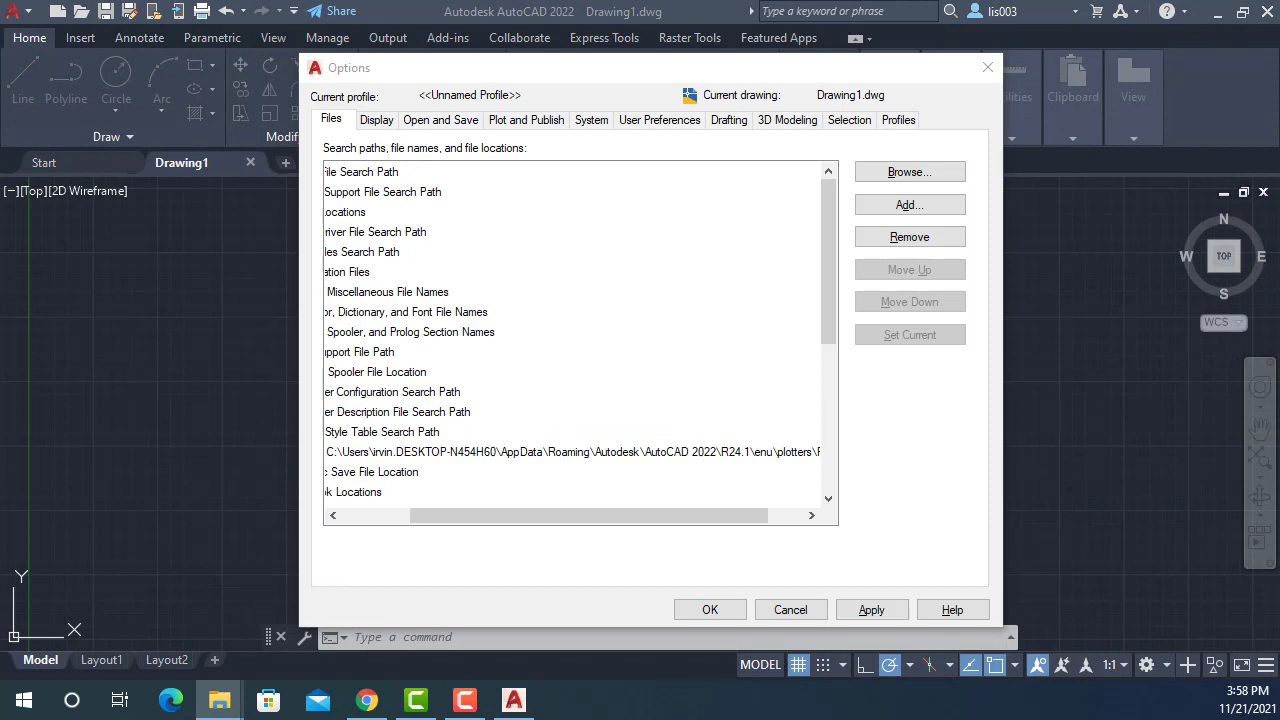 Share
Autodesk AutoCAD 2022 Drawing1.dwg
Type a keyword or phrase
lis003
Home Insert Annotate Parametric View Manage Output Add-ins Collaborate Express Tools Raster Tools Featured Apps
Line Polyline Circle Arc
Clipboard View
Draw
Options
Current profile: <<Unnamed Profile>> Current drawing: Drawing1.dwg
Files Display Open and Save Plot and Publish System User Preferences Drafting 3D Modeling Selection Profiles
Start Drawing1
Search paths, file names, and file locations:
[−][Top][2D Wireframe]
File Search Path
Support File Search Path
Locations
river File Search Path
les Search Path
ation Files
Miscellaneous File Names
or, Dictionary, and Font File Names
Spooler, and Prolog Section Names
upport File Path
Spooler File Location
er Configuration Search Path
er Description File Search Path
Style Table Search Path
C:\Users\irvin.DESKTOP-N454H60\AppData\Roaming\Autodesk\AutoCAD 2022\R24.1\enu\plotters\
c Save File Location
ok Locations
Browse...
Add...
Remove
Move Up
Move Down
Set Current
N
W TOP E
S
WCS
Y
X
OK Cancel Apply Help
Type a command
Model Layout1 Layout2
MODEL 1:1
3:58 PM
11/21/2021